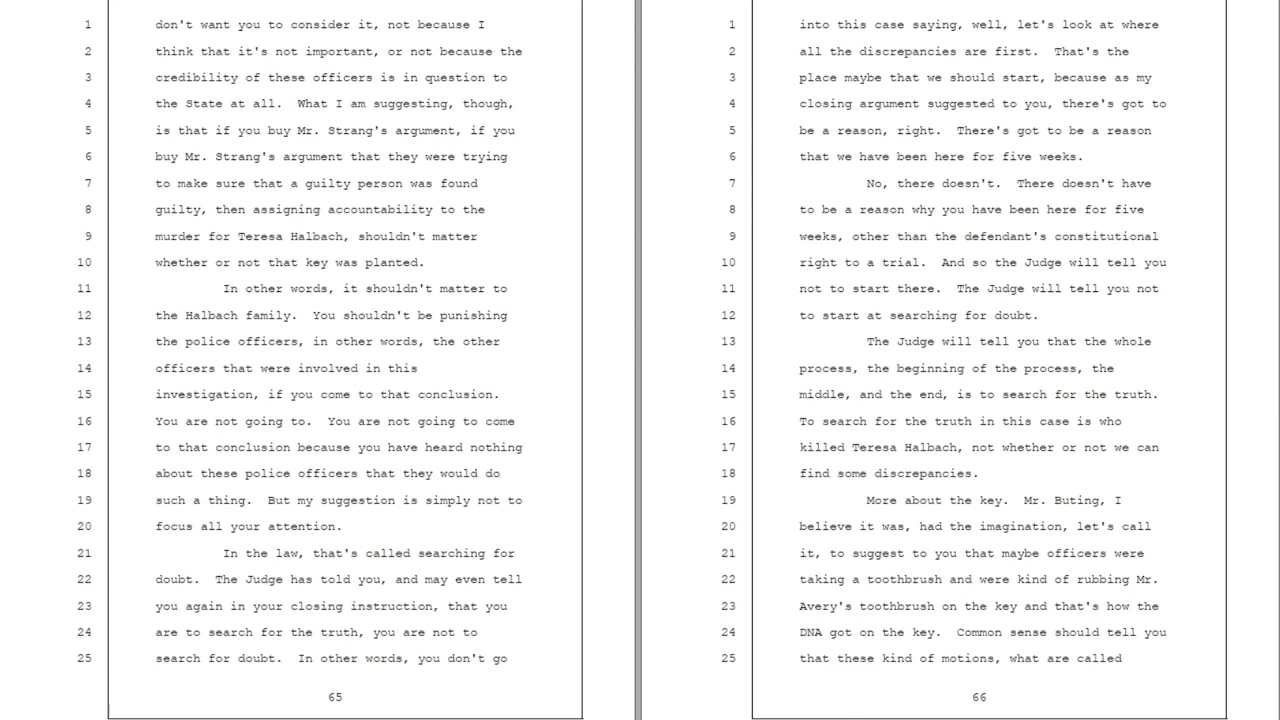 1 don't want you to consider it, not because I
2 think that it's not important, or not because the
3 credibility of these officers is in question to
4 the State at all. What I am suggesting, though,
5 is that if you buy Mr. Strang's argument, if you
6 buy Mr. Strang's argument that they were trying
7 to make sure that a guilty person was found
8 guilty, then assigning accountability to the
9 murder for Teresa Halbach, shouldn't matter
10 whether or not that key was planted.
11 In other words, it shouldn't matter to
12 the Halbach family. You shouldn't be punishing
13 the police officers, in other words, the other
14 officers that were involved in this
15 investigation, if you come to that conclusion.
16 You are not going to. You are not going to come
17 to that conclusion because you have heard nothing
18 about these police officers that they would do
19 such a thing. But my suggestion is simply not to
20 focus all your attention.
21 In the law, that's called searching for
22 doubt. The Judge has told you, and may even tell
23 you again in your closing instruction, that you
24 are to search for the truth, you are not to
25 search for doubt. In other words, you don't go
65
1 into this case saying, well, let's look at where
2 all the discrepancies are first. That's the
3 place maybe that we should start, because as my
4 closing argument suggested to you, there's got to
5 be a reason, right. There's got to be a reason
6 that we have been here for five weeks.
7 No, there doesn't. There doesn't have
8 to be a reason why you have been here for five
9 weeks, other than the defendant's constitutional
10 right to a trial. And so the Judge will tell you
11 not to start there. The Judge will tell you not
12 to start at searching for doubt.
13 The Judge will tell you that the whole
14 process, the beginning of the process, the
15 middle, and the end, is to search for the truth.
16 To search for the truth in this case is who
17 killed Teresa Halbach, not whether or not we can
18 find some discrepancies.
19 More about the key. Mr. Buting, I
20 believe it was, had the imagination, let's call
21 it, to suggest to you that maybe officers were
22 taking a toothbrush and were kind of rubbing Mr.
23 Avery's toothbrush on the key and that's how the
24 DNA got on the key. Common sense should tell you
25 that these kind of motions, what are called
66